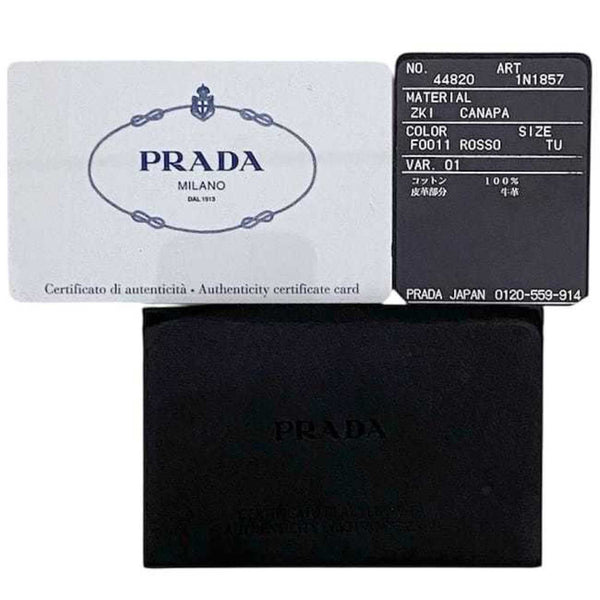 PRADA
MILANO
DAL 1913
Certificato di autenticità • Authenticity certificate card
NO. ART
44820 1N1857
MATERIAL
ZKI CANAPA
COLOR SIZE
F0011 ROSSO TU
VAR. 01
コットン 100%
皮革部分 牛革
PRADA JAPAN 0120-559-914
PRADA